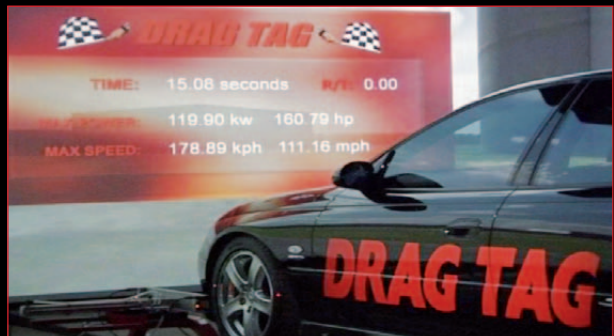 DRAG TAG
TIME: 15.08 seconds R/T: 0.00
119.90 kw 160.79 hp
MAX SPEED: 178.89 kph 111.16 mph
DRAG TAG